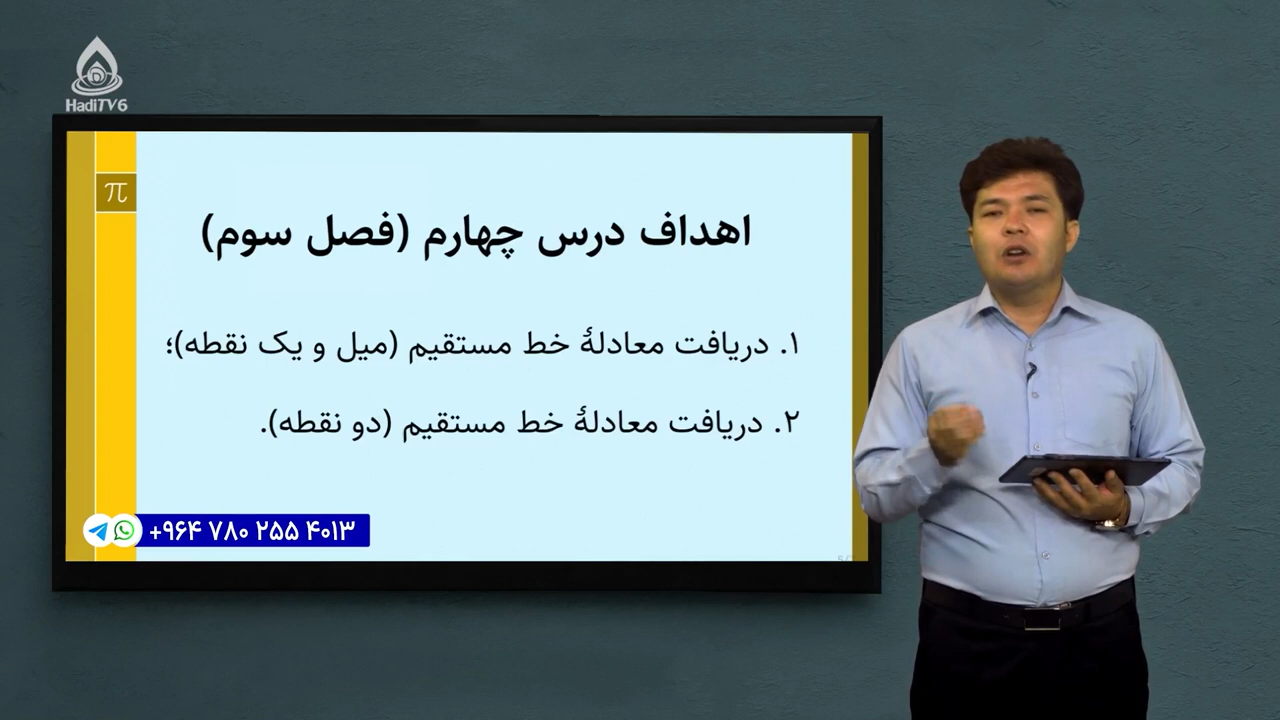 HadiTV6
π
اهداف درس چهارم (فصل سوم)
۱. دریافت معادلهٔ خط مستقیم (میل و یک نقطه)؛
۲. دریافت معادلهٔ خط مستقیم (دو نقطه).
+۹۶۴ ۷۸۰ ۲۵۵ ۴۰۱۳